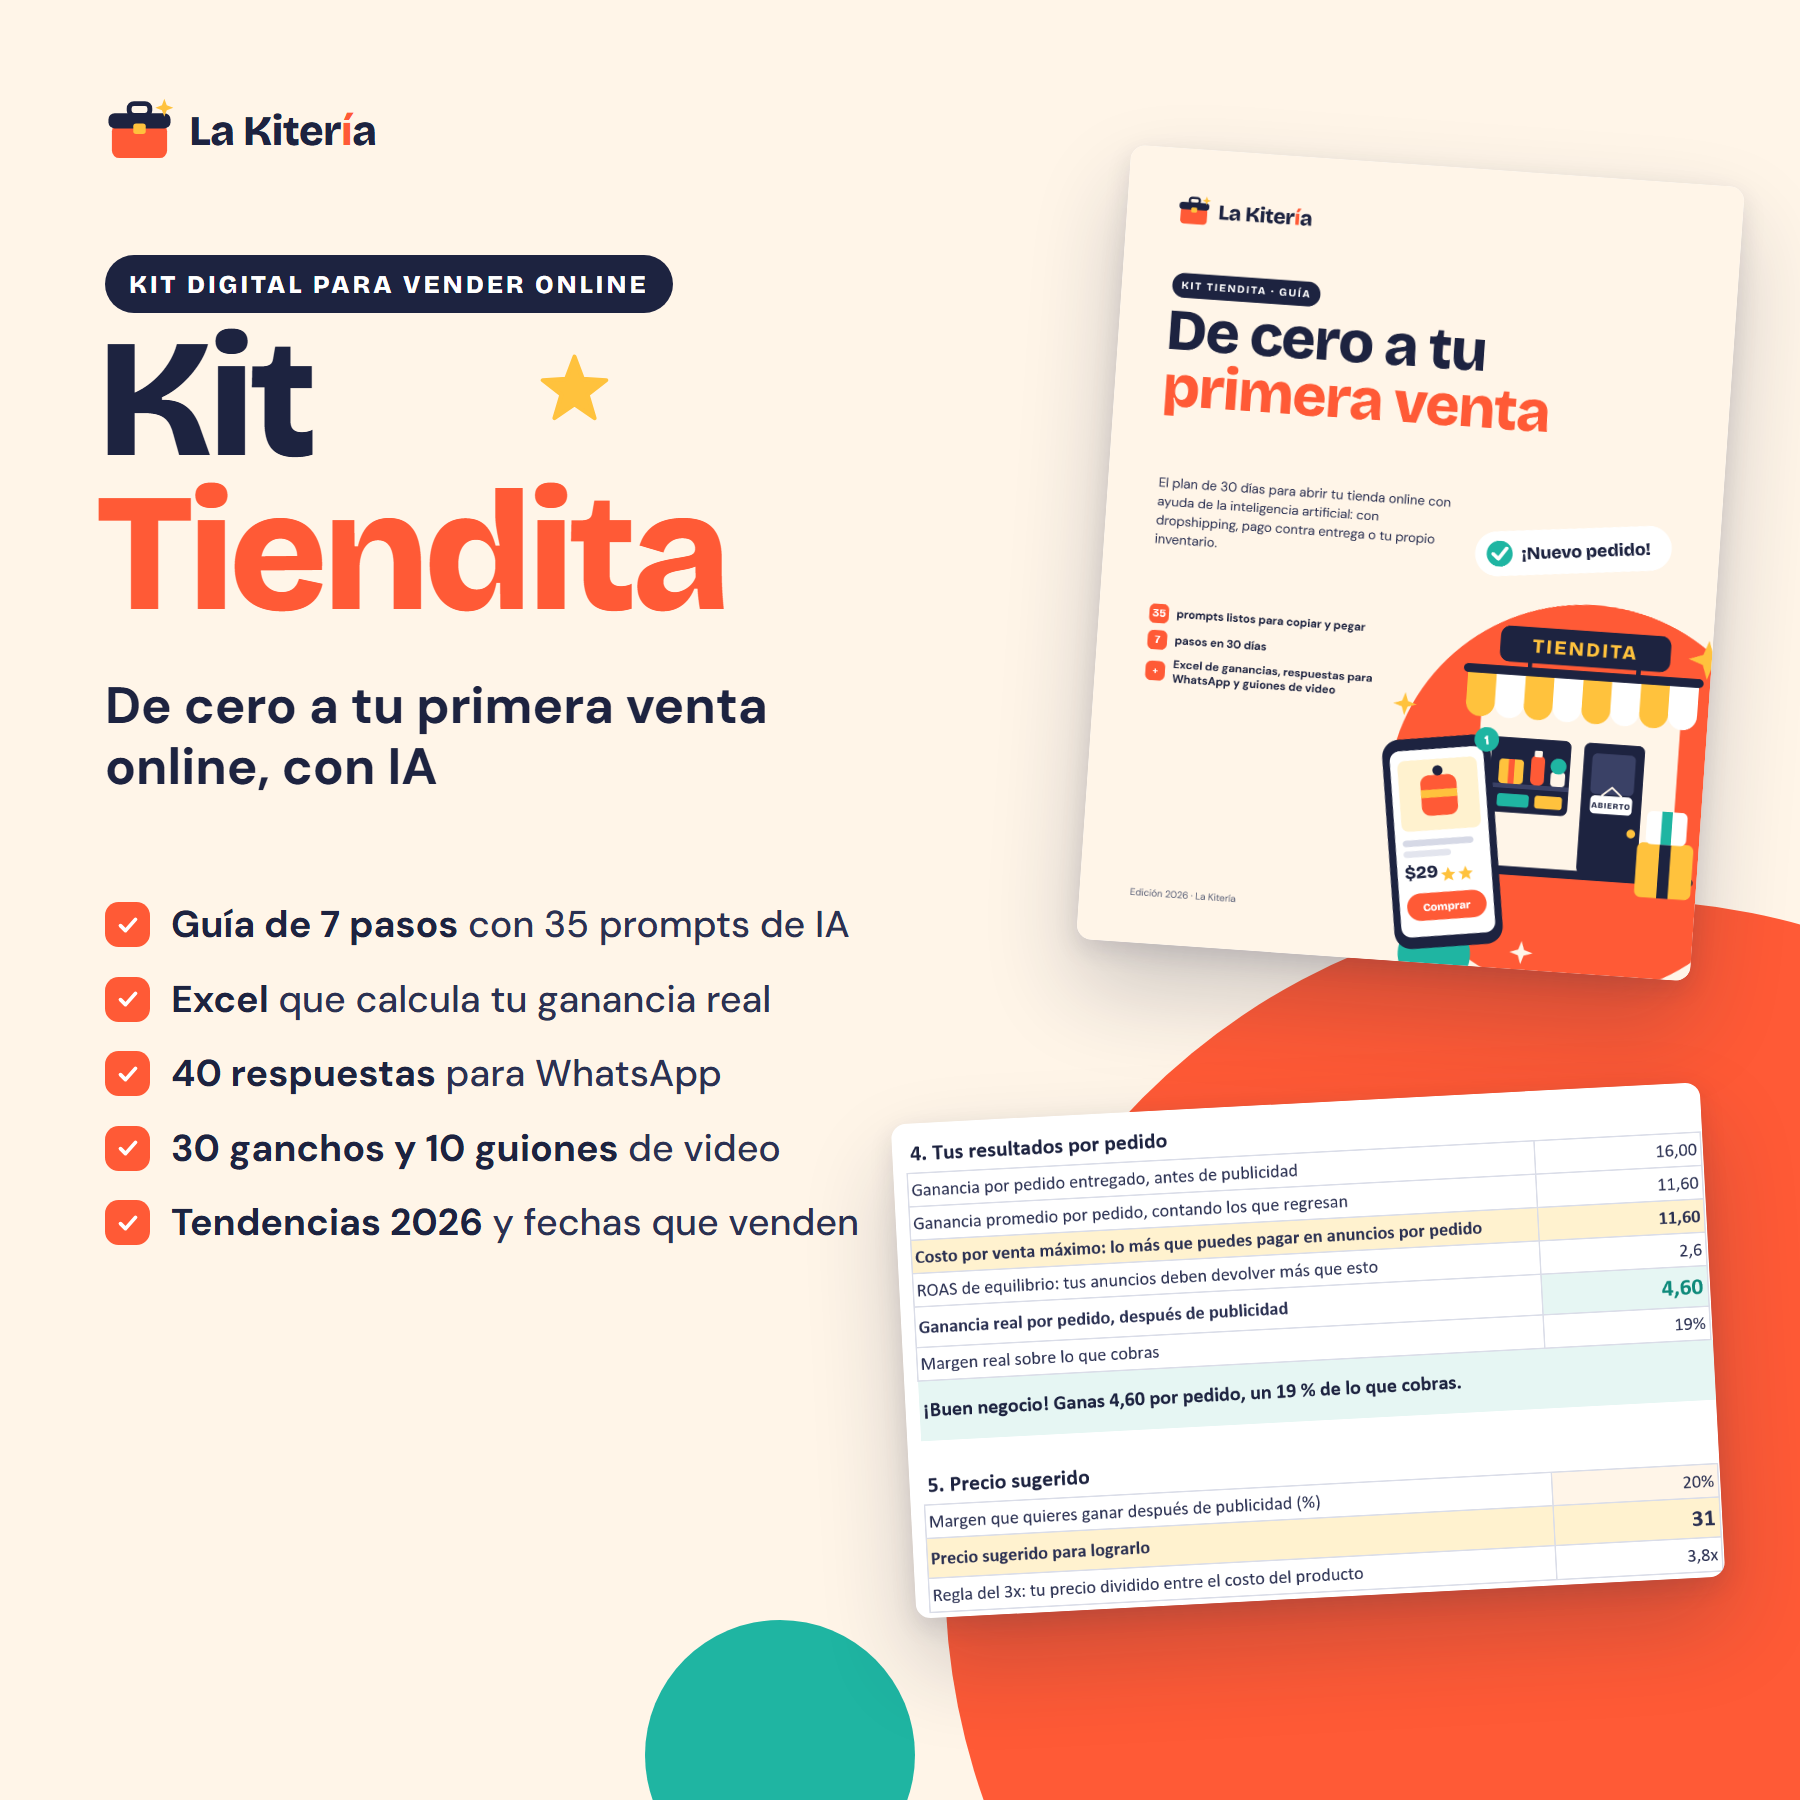 La Kitería
KIT DIGITAL PARA VENDER ONLINE
Kit
Tiendita
De cero a tu primera venta
online, con IA
Guía de 7 pasos con 35 prompts de IA
Excel que calcula tu ganancia real
40 respuestas para WhatsApp
30 ganchos y 10 guiones de video
Tendencias 2026 y fechas que venden
La Kitería
KIT TIENDITA · GUÍA
De cero a tu
primera venta
El plan de 30 días para abrir tu tienda online con
ayuda de la inteligencia artificial: con
dropshipping, pago contra entrega o tu propio
inventario.
¡Nuevo pedido!
35 prompts listos para copiar y pegar
7 pasos en 30 días
+ Excel de ganancias, respuestas para
WhatsApp y guiones de video
TIENDITA
1
ABIERTO
$29
Comprar
Edición 2026 · La Kitería
4. Tus resultados por pedido
Ganancia por pedido entregado, antes de publicidad 16,00
Ganancia promedio por pedido, contando los que regresan 11,60
Costo por venta máximo: lo más que puedes pagar en anuncios por pedido 11,60
ROAS de equilibrio: tus anuncios deben devolver más que esto 2,6
Ganancia real por pedido, después de publicidad 4,60
Margen real sobre lo que cobras 19%
¡Buen negocio! Ganas 4,60 por pedido, un 19 % de lo que cobras.
5. Precio sugerido
Margen que quieres ganar después de publicidad (%) 20%
Precio sugerido para lograrlo 31
Regla del 3x: tu precio dividido entre el costo del producto 3,8x